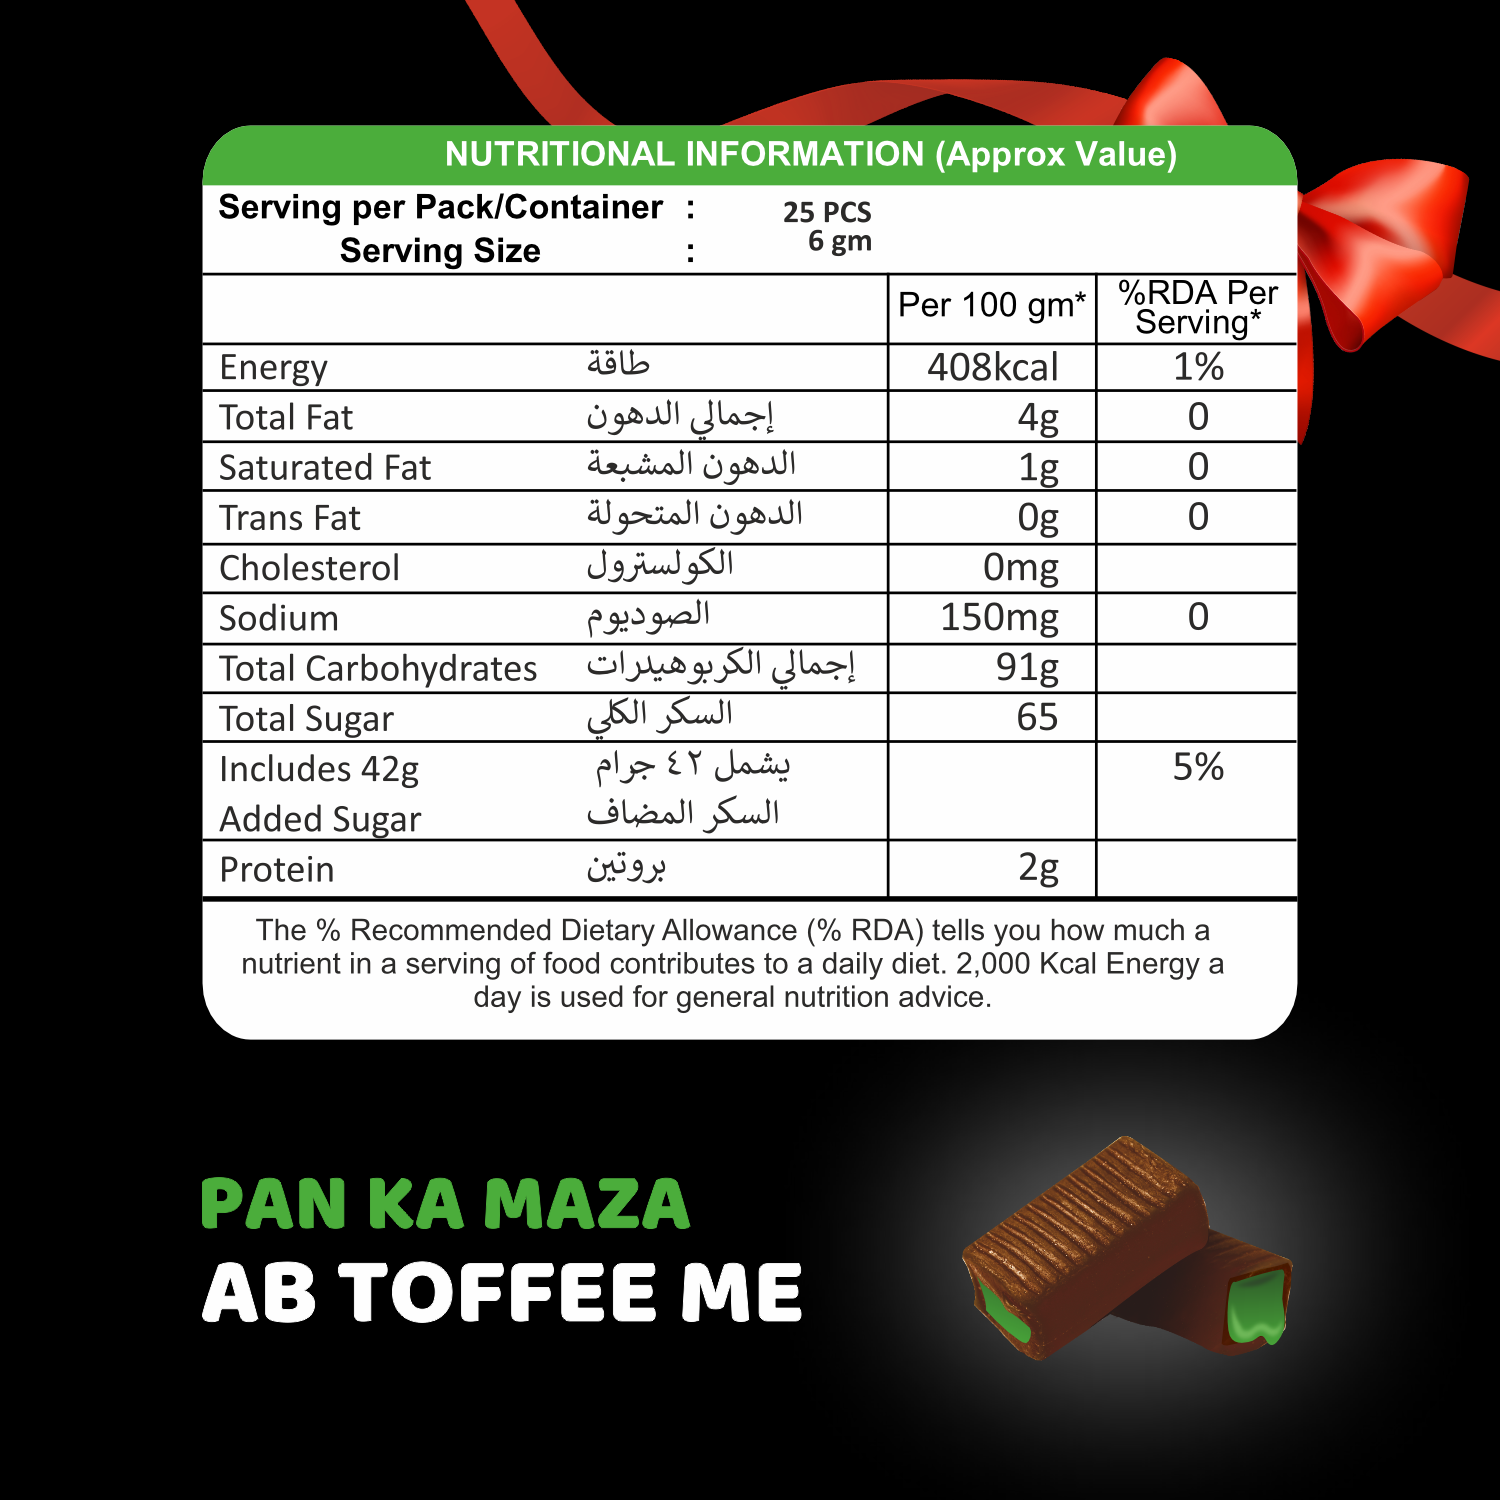 NUTRITIONAL INFORMATION (Approx Value)
Serving per Pack/Container : 25 PCS
Serving Size : 6 gm
Per 100 gm* %RDA Per Serving*
Energy طاقة 408kcal 1%
Total Fat إجمالي الدهون 4g 0
Saturated Fat الدهون المشبعة 1g 0
Trans Fat الدهون المتحولة 0g 0
Cholesterol الكولسترول 0mg
Sodium الصوديوم 150mg 0
Total Carbohydrates إجمالي الكربوهيدرات 91g
Total Sugar السكر الكلي 65
Includes 42g يشمل ٤٢ جرام 5%
Added Sugar السكر المضاف
Protein بروتين 2g
The % Recommended Dietary Allowance (% RDA) tells you how much a
nutrient in a serving of food contributes to a daily diet. 2,000 Kcal Energy a
day is used for general nutrition advice.
PAN KA MAZA
AB TOFFEE ME